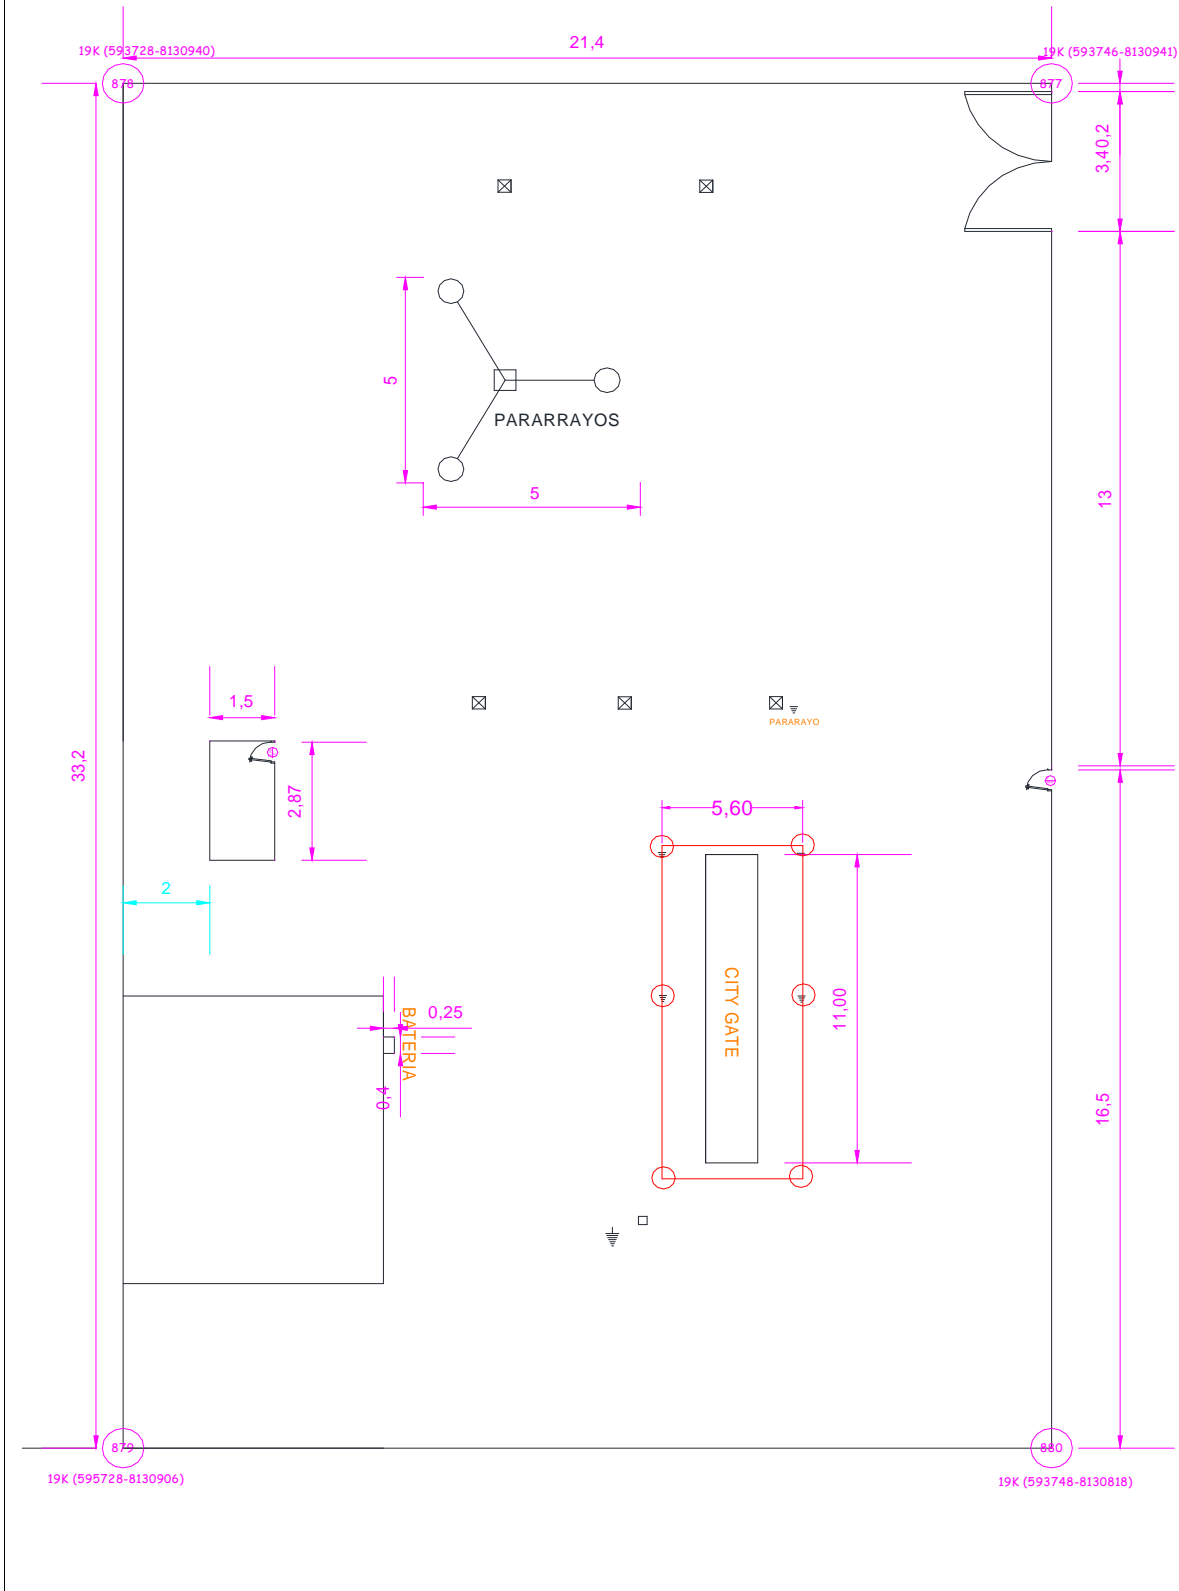 21,4
19K (593728-8130940)
19K (593746-8130941)
878
877
3,40,2
5
PARARRAYOS
5
13
1,5
PARARAYO
33,2
2,87
5,60
2
CITY GATE
11,00
BATERIA
0,25
0,4
16,5
879
880
19K (595728-8130906)
19K (593748-8130818)